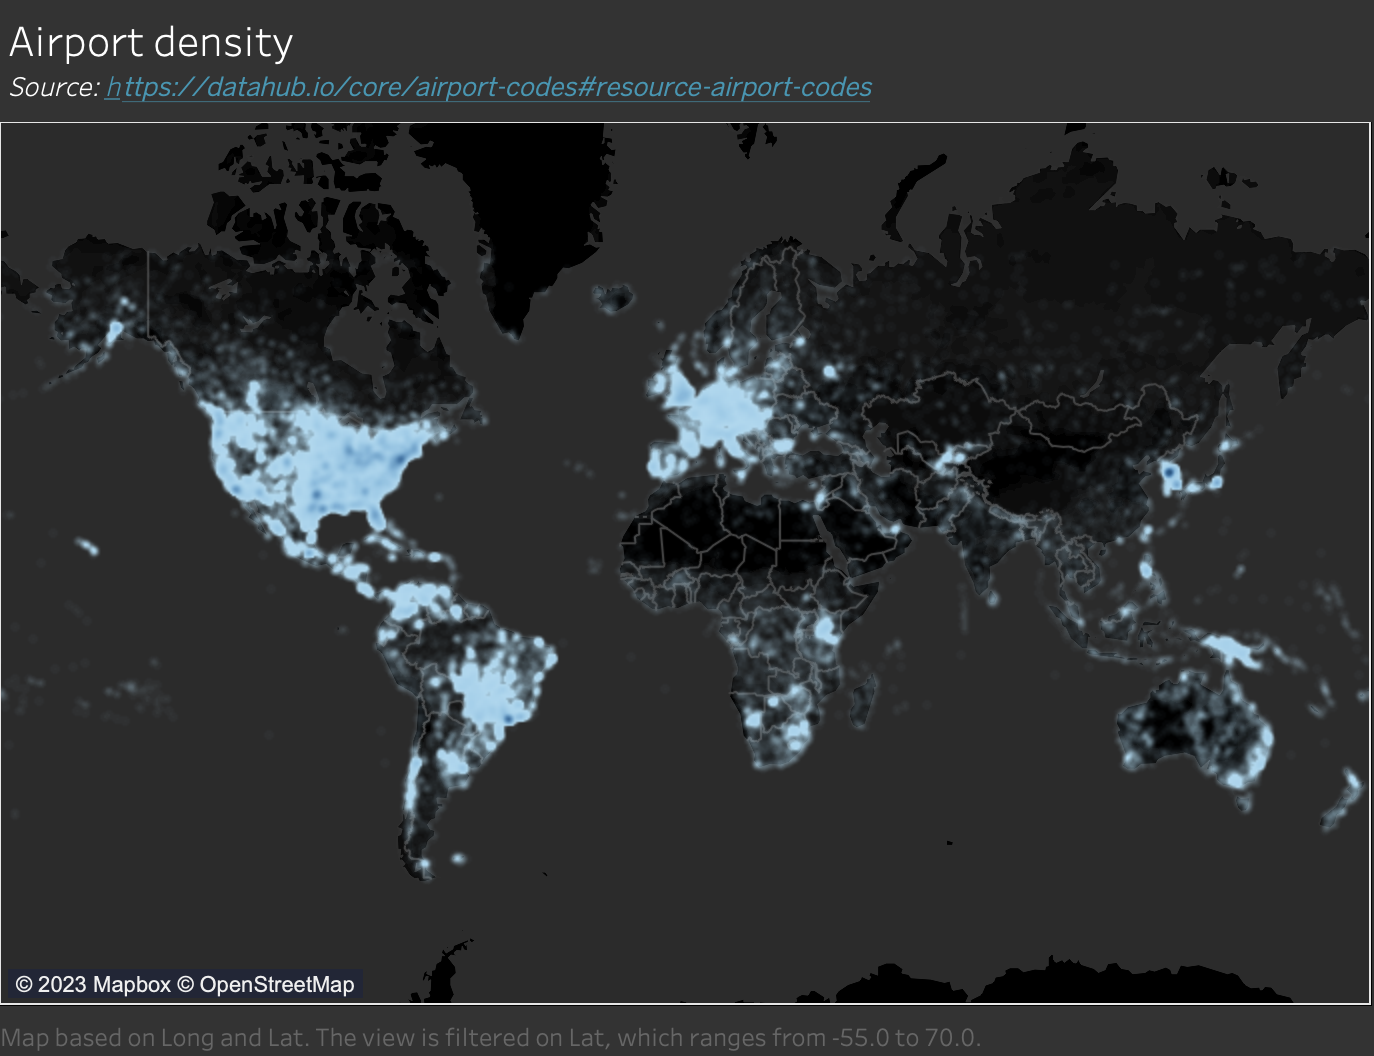 Airport density
Source: https://datahub.io/core/airport-codes#resource-airport-codes
© 2023 Mapbox © OpenStreetMap
Map based on Long and Lat. The view is filtered on Lat, which ranges from -55.0 to 70.0.